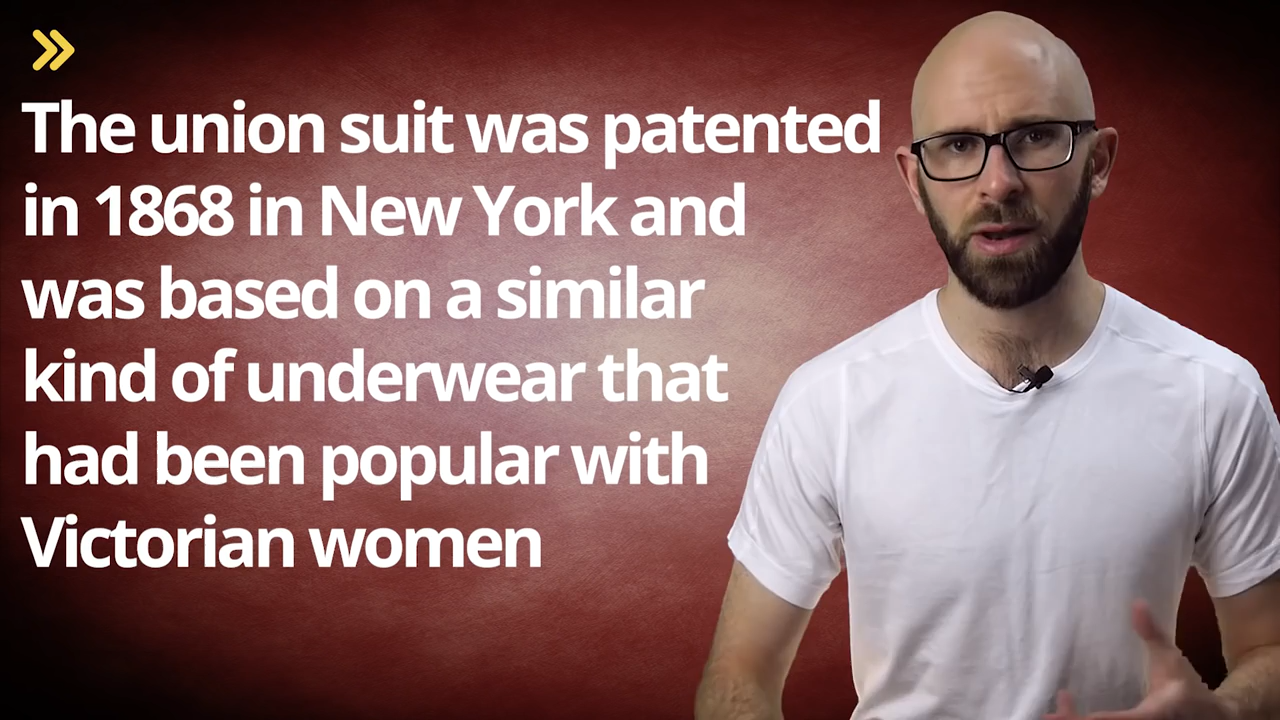 The union suit was patented
in 1868 in New York and
was based on a similar
kind of underwear that
had been popular with
Victorian women